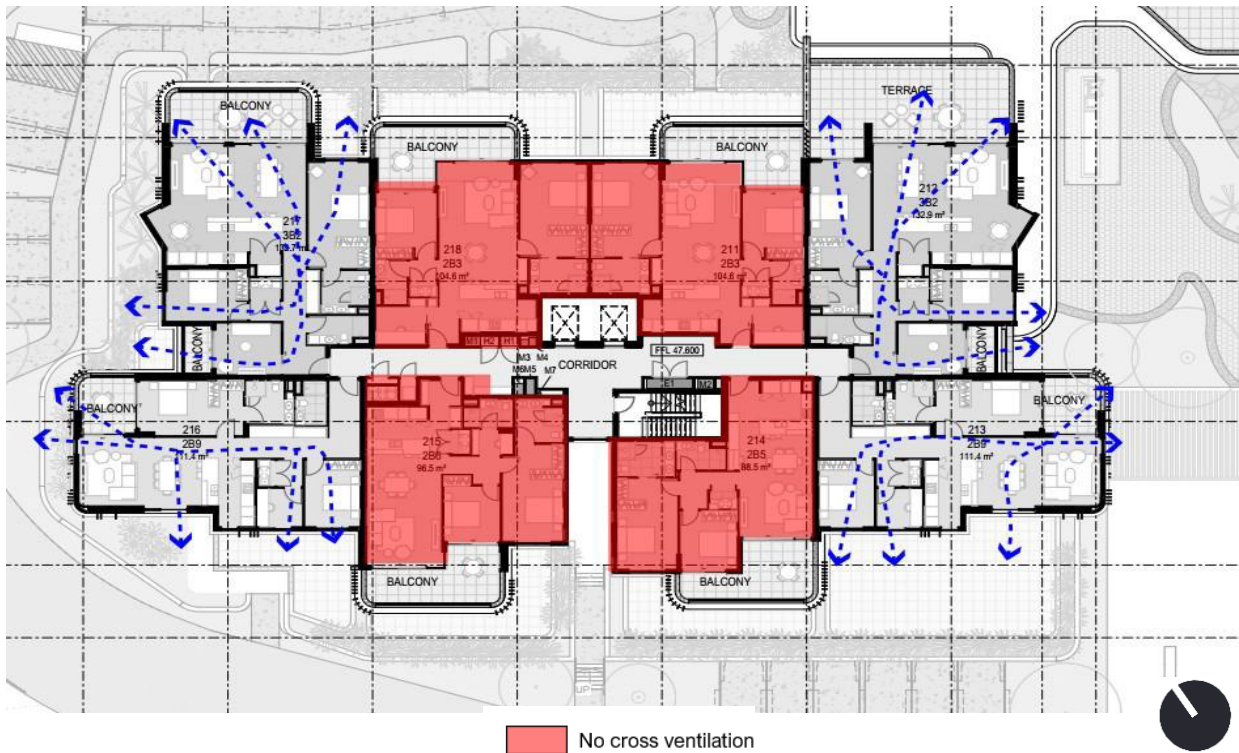 TERRACE
BALCONY
BALCONY
BALCONY
217
3B2
212
3B2
132.9 m²
218
2B3
104.6 m²
211
2B3
104.6 m²
BALCONY
BALCONY
M1 H2 H1
M3 M4
M6 M5 M7
CORRIDOR
FFL 47.600
E1 M2
BALCONY
216
2B9
111.4 m²
215
2B8
96.5 m²
214
2B5
88.5 m²
213
2B9
111.4 m²
BALCONY
BALCONY
BALCONY
UP
No cross ventilation